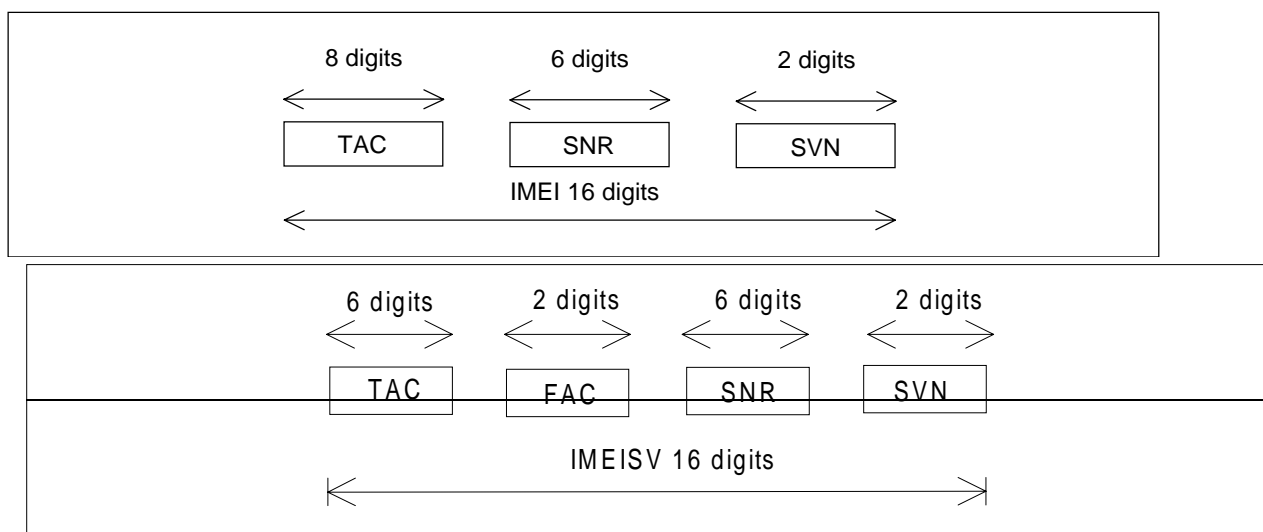 8 digits 6 digits 2 digits
TAC SNR SVN
IMEI 16 digits
6 digits 2 digits 6 digits 2 digits
TAC FAC SNR SVN
IMEISV 16 digits